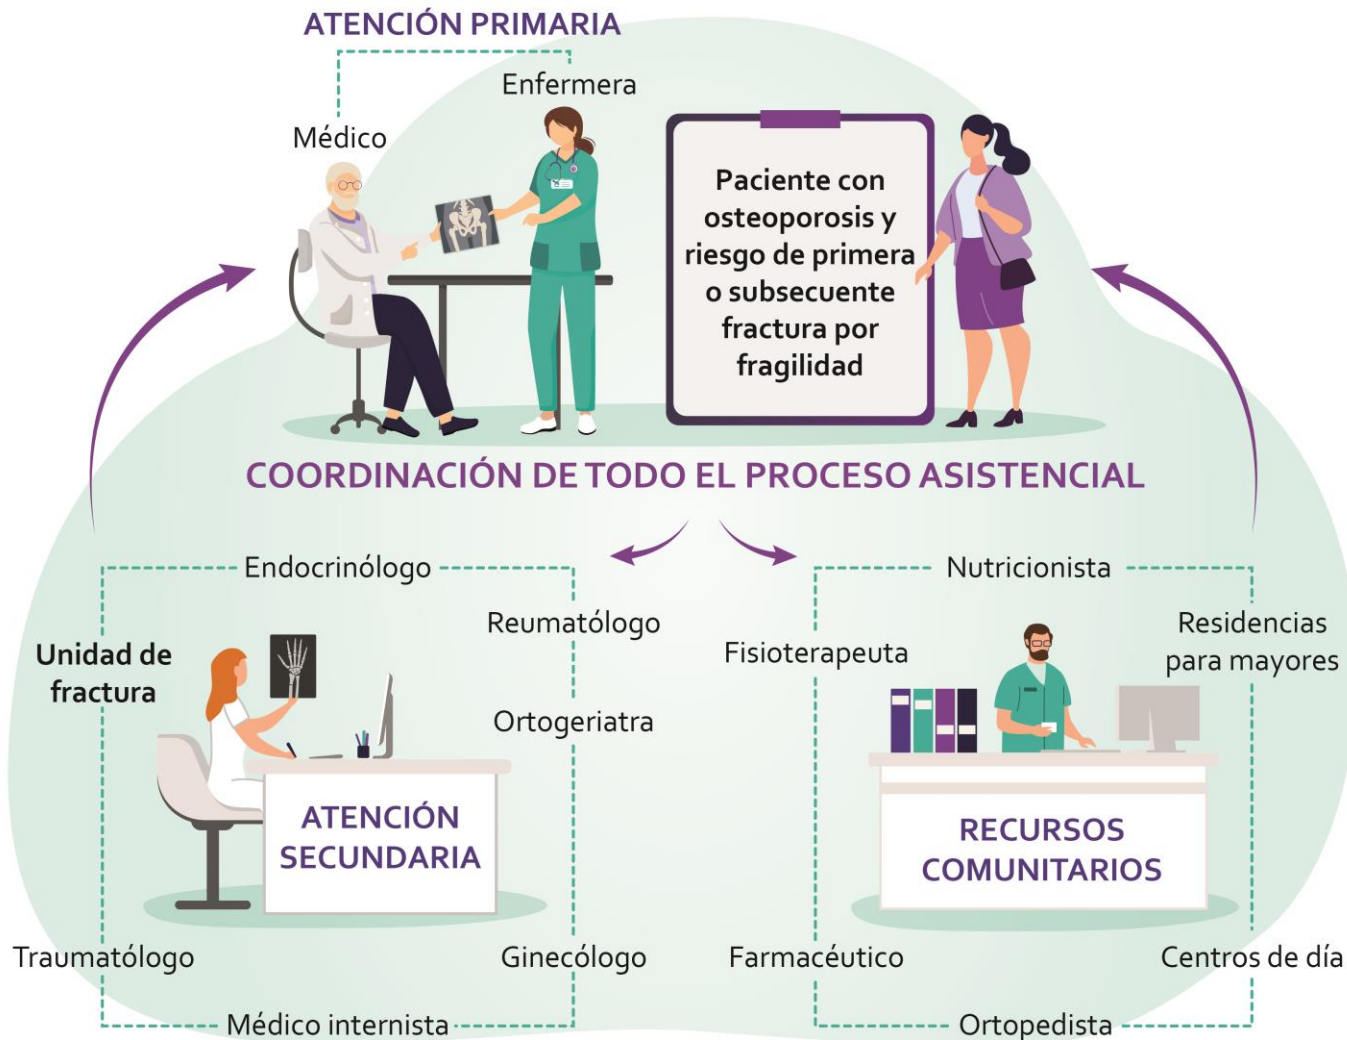 ATENCIÓN PRIMARIA
Enfermera
Médico
Paciente con
osteoporosis y
riesgo de primera
o subsecuente
fractura por
fragilidad
COORDINACIÓN DE TODO EL PROCESO ASISTENCIAL
Endocrinólogo
Reumatólogo
Unidad de
fractura
Ortogeriatra
ATENCIÓN
SECUNDARIA
Traumatólogo
Ginecólogo
Médico internista
Nutricionista
Residencias
para mayores
Fisioterapeuta
RECURSOS
COMUNITARIOS
Farmacéutico
Centros de día
Ortopedista